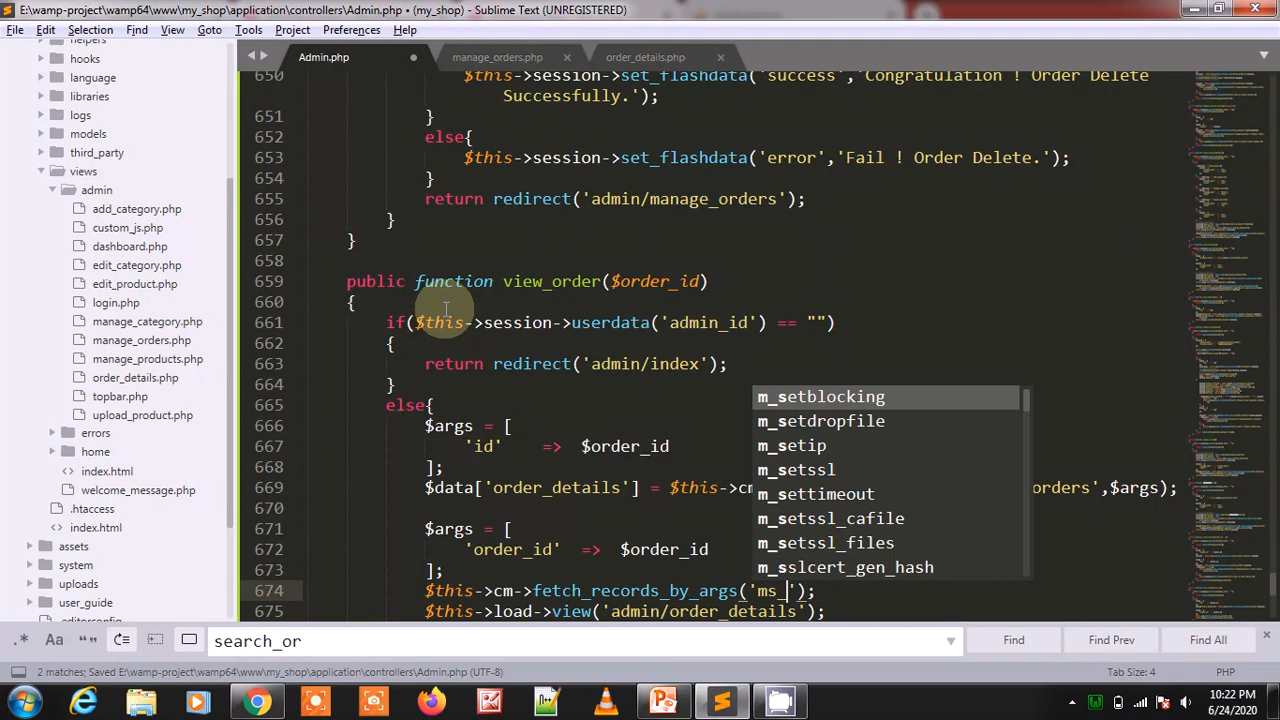 E:\wamp-project\wamp64\www\my_shop\application\controllers\Admin.php • (my_shop) - Sublime Text (UNREGISTERED)
File Edit Selection Find View Goto Tools Project Preferences Help
helpers
hooks
language
libraries
logs
models
third_party
views
admin
add_category.php
custom_js.php
dashboard.php
edit_category.php
edit_product.php
login.php
manage_category.php
manage_orders.php
manage_products.php
order_details.php
topbar.php
upload_product.php
errors
home
index.html
welcome_message.php
.htaccess
index.html
assets
system
uploads
user_guide
.editorconfig
Admin.php manage_orders.php order_details.php
650 $this->session->set_flashdata('success','Congratulation ! Order Delete
Successfully.');
651 }
652 else{
653 $this->session->set_flashdata('error','Fail ! Order Delete.');
654 }
655 return redirect('admin/manage_orders');
656 }
657 }
658
659 public function view_order($order_id)
660 {
661 if($this->session->userdata('admin_id') == "")
662 {
663 return redirect('admin/index');
664 }
665 else{
666 $args = [
667 'id' => $order_id
668 ];
669 $data['order_details'] = $this->cm orders',$args);
670
671 $args = [
672 'order_id' => $order_id
673 ];
674 $this-> fetch_records_by_args('ms_');
675 $this->load->view('admin/order_details');
m_setblocking
m_setdropfile
m_setip
m_setssl
m_settimeout
m_setssl_cafile
m_setssl_files
m_sslcert_gen_hash
.* Aa “” search_or Find Find Prev Find All
2 matches; Saved E:\wamp-project\wamp64\www\my_shop\application\controllers\Admin.php (UTF-8) Tab Size: 4 PHP
10:22 PM
6/24/2020